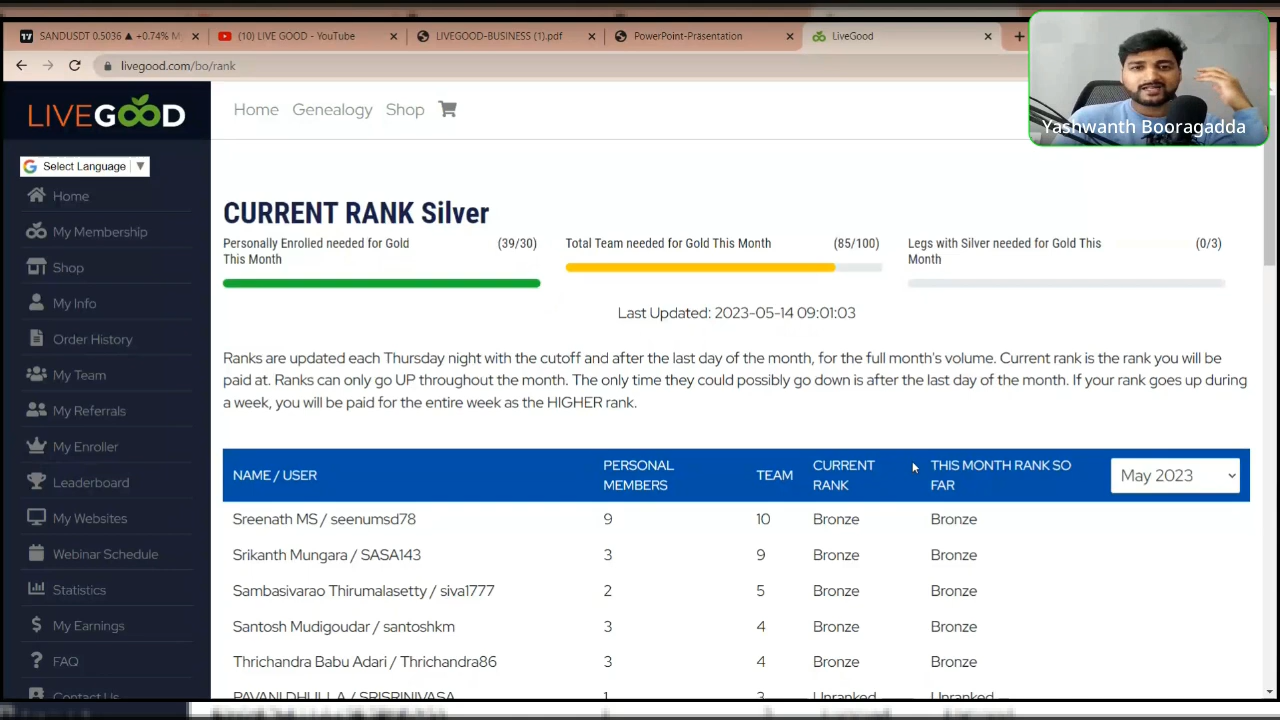 SANDUSDT 0.5036 ▲ +0.74% M
(10) LIVE GOOD - YouTube
LIVEGOOD-BUSINESS (1).pdf
PowerPoint-Präsentation
LiveGood
livegood.com/bo/rank
Yashwanth Booragadda
LIVEGOOD
Home Genealogy Shop
Select Language ▼
Home
My Membership
Shop
My Info
Order History
My Team
My Referrals
My Enroller
Leaderboard
My Websites
Webinar Schedule
Statistics
My Earnings
FAQ
Contact Us
CURRENT RANK Silver
Personally Enrolled needed for Gold (39/30)
This Month
Total Team needed for Gold This Month (85/100)
Legs with Silver needed for Gold This (0/3)
Month
Last Updated: 2023-05-14 09:01:03
Ranks are updated each Thursday night with the cutoff and after the last day of the month, for the full month's volume. Current rank is the rank you will be
paid at. Ranks can only go UP throughout the month. The only time they could possibly go down is after the last day of the month. If your rank goes up during
a week, you will be paid for the entire week as the HIGHER rank.
NAME / USER PERSONAL MEMBERS TEAM CURRENT RANK THIS MONTH RANK SO FAR May 2023
Sreenath MS / seenumsd78 9 10 Bronze Bronze
Srikanth Mungara / SASA143 3 9 Bronze Bronze
Sambasivarao Thirumalasetty / siva1777 2 5 Bronze Bronze
Santosh Mudigoudar / santoshkm 3 4 Bronze Bronze
Thrichandra Babu Adari / Thrichandra86 3 4 Bronze Bronze
PAVANI DHULLA / SRISRINIVASA 1 3 Unranked Unranked